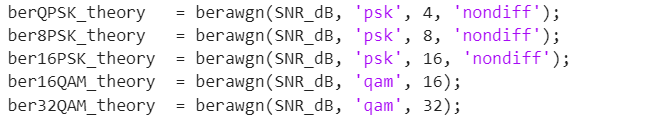 berQPSK_theory   = berawgn(SNR_dB, 'psk', 4, 'nondiff');
ber8PSK_theory   = berawgn(SNR_dB, 'psk', 8, 'nondiff');
ber16PSK_theory  = berawgn(SNR_dB, 'psk', 16, 'nondiff');
ber16QAM_theory  = berawgn(SNR_dB, 'qam', 16);
ber32QAM_theory  = berawgn(SNR_dB, 'qam', 32);